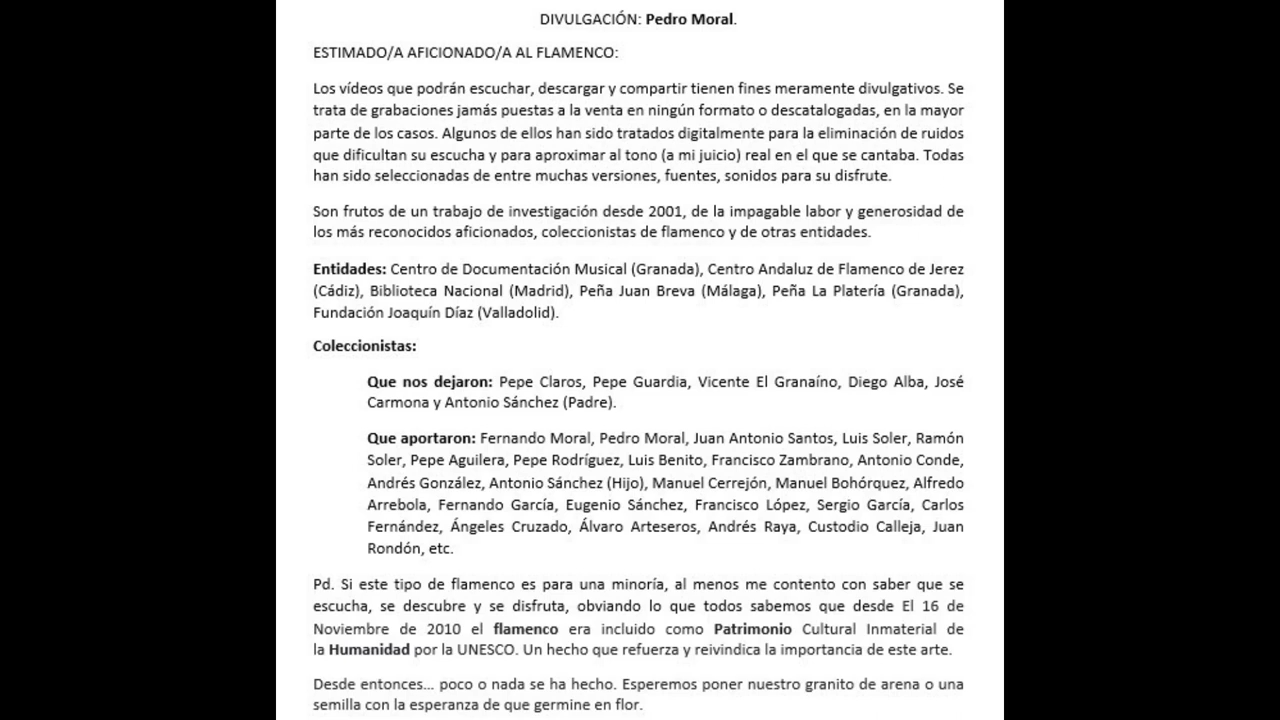 DIVULGACIÓN: Pedro Moral.
ESTIMADO/A AFICIONADO/A AL FLAMENCO:
Los vídeos que podrán escuchar, descargar y compartir tienen fines meramente divulgativos. Se
trata de grabaciones jamás puestas a la venta en ningún formato o descatalogadas, en la mayor
parte de los casos. Algunos de ellos han sido tratados digitalmente para la eliminación de ruidos
que dificultan su escucha y para aproximar al tono (a mi juicio) real en el que se cantaba. Todas
han sido seleccionadas de entre muchas versiones, fuentes, sonidos para su disfrute.
Son frutos de un trabajo de investigación desde 2001, de la impagable labor y generosidad de
los más reconocidos aficionados, coleccionistas de flamenco y de otras entidades.
Entidades: Centro de Documentación Musical (Granada), Centro Andaluz de Flamenco de Jerez
(Cádiz), Biblioteca Nacional (Madrid), Peña Juan Breva (Málaga), Peña La Platería (Granada),
Fundación Joaquín Díaz (Valladolid).
Coleccionistas:
Que nos dejaron: Pepe Claros, Pepe Guardia, Vicente El Granaíno, Diego Alba, José
Carmona y Antonio Sánchez (Padre).
Que aportaron: Fernando Moral, Pedro Moral, Juan Antonio Santos, Luis Soler, Ramón
Soler, Pepe Aguilera, Pepe Rodríguez, Luis Benito, Francisco Zambrano, Antonio Conde,
Andrés González, Antonio Sánchez (Hijo), Manuel Cerrejón, Manuel Bohórquez, Alfredo
Arrebola, Fernando García, Eugenio Sánchez, Francisco López, Sergio García, Carlos
Fernández, Ángeles Cruzado, Álvaro Arteseros, Andrés Raya, Custodio Calleja, Juan
Rondón, etc.
Pd. Si este tipo de flamenco es para una minoría, al menos me contento con saber que se
escucha, se descubre y se disfruta, obviando lo que todos sabemos que desde El 16 de
Noviembre de 2010 el flamenco era incluido como Patrimonio Cultural Inmaterial de
la Humanidad por la UNESCO. Un hecho que refuerza y reivindica la importancia de este arte.
Desde entonces... poco o nada se ha hecho. Esperemos poner nuestro granito de arena o una
semilla con la esperanza de que germine en flor.